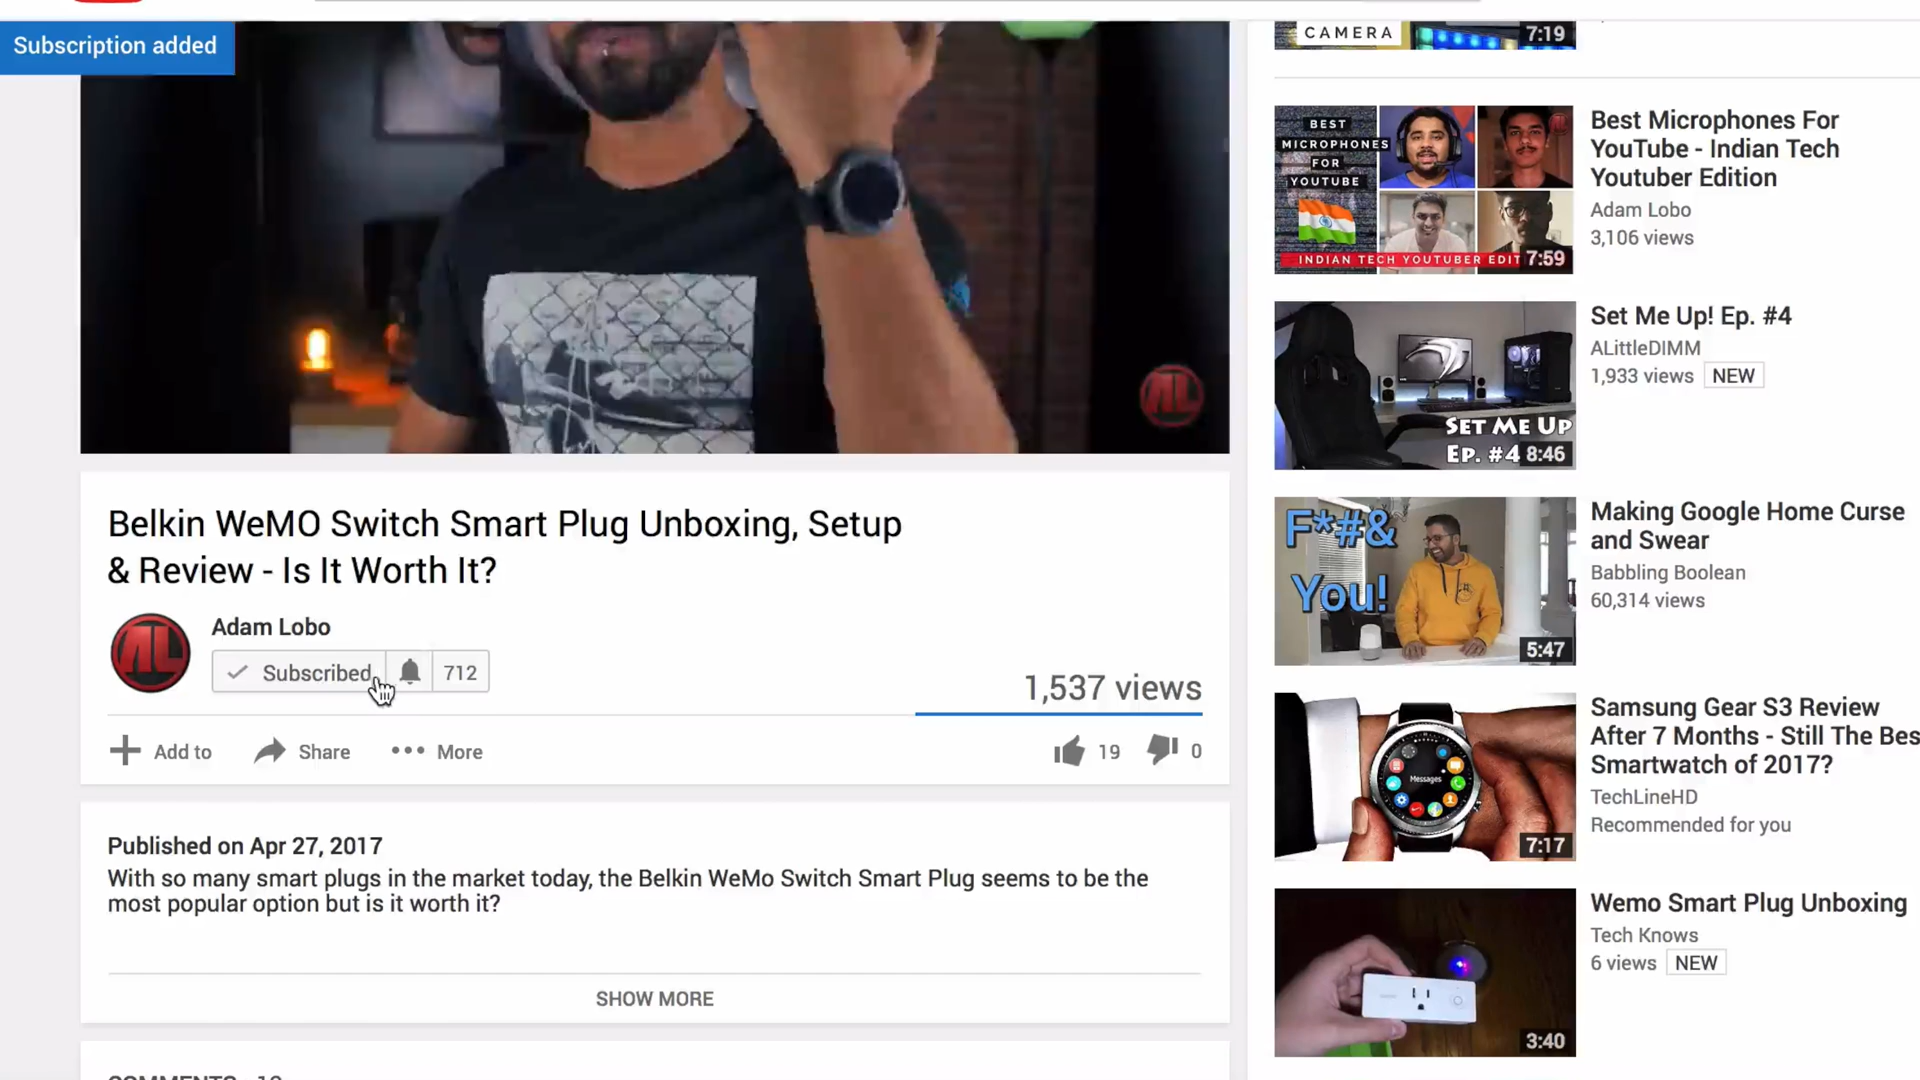 Subscription added
Belkin WeMO Switch Smart Plug Unboxing, Setup
& Review - Is It Worth It?
Adam Lobo
Subscribed
712
1,537 views
Add to
Share
More
19
0
Published on Apr 27, 2017
With so many smart plugs in the market today, the Belkin WeMo Switch Smart Plug seems to be the
most popular option but is it worth it?
SHOW MORE
CAMERA
7:19
BEST
MICROPHONES
FOR
YOUTUBE
INDIAN TECH YOUTUBER EDIT
7:59
Best Microphones For
YouTube - Indian Tech
Youtuber Edition
Adam Lobo
3,106 views
SET ME UP
EP. #4
8:46
Set Me Up! Ep. #4
ALittleDIMM
1,933 views
NEW
F*#&
You!
5:47
Making Google Home Curse
and Swear
Babbling Boolean
60,314 views
Messages
7:17
Samsung Gear S3 Review
After 7 Months - Still The Bes
Smartwatch of 2017?
TechLineHD
Recommended for you
3:40
Wemo Smart Plug Unboxing
Tech Knows
6 views
NEW